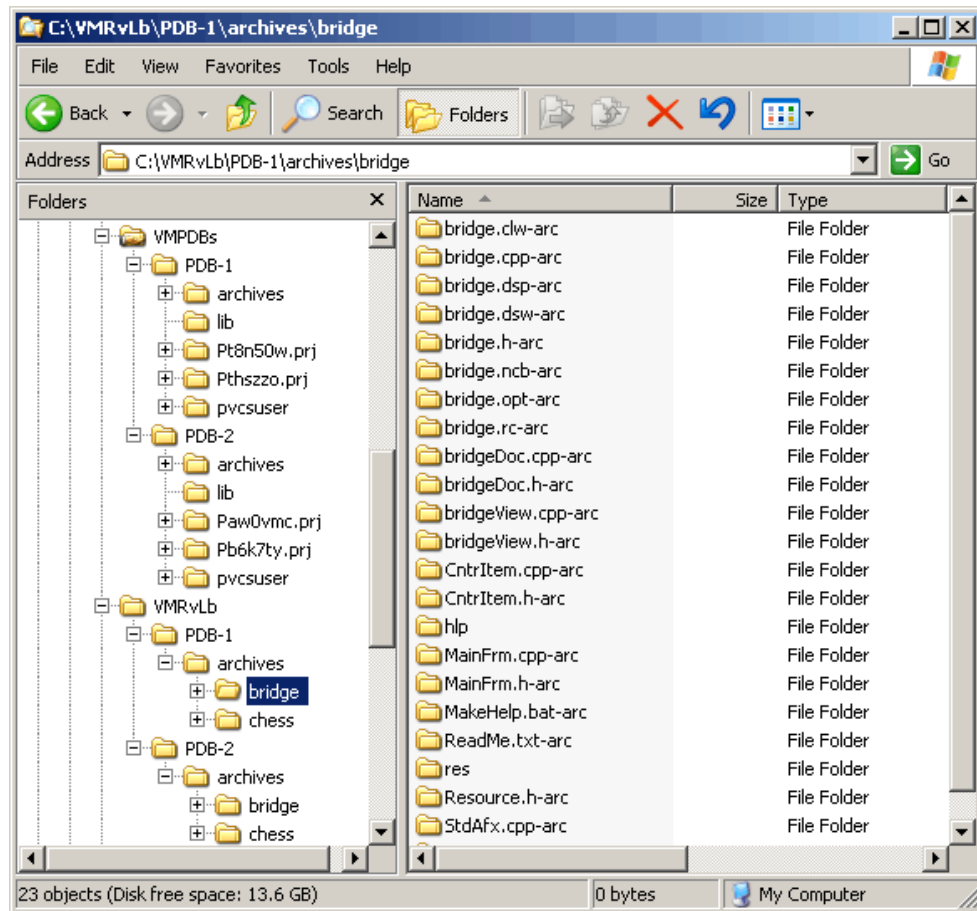 C:\VMRvLb\PDB-1\archives\bridge
File Edit View Favorites Tools Help
Back Search Folders
Address C:\VMRvLb\PDB-1\archives\bridge Go
Folders
VMPDBs
PDB-1
archives
lib
Pt8n50w.prj
Pthszzo.prj
pvcsuser
PDB-2
archives
lib
Paw0vmc.prj
Pb6k7ty.prj
pvcsuser
VMRvLb
PDB-1
archives
bridge
chess
PDB-2
archives
bridge
chess
Name Size Type
bridge.clw-arc File Folder
bridge.cpp-arc File Folder
bridge.dsp-arc File Folder
bridge.dsw-arc File Folder
bridge.h-arc File Folder
bridge.ncb-arc File Folder
bridge.opt-arc File Folder
bridge.rc-arc File Folder
bridgeDoc.cpp-arc File Folder
bridgeDoc.h-arc File Folder
bridgeView.cpp-arc File Folder
bridgeView.h-arc File Folder
CntrItem.cpp-arc File Folder
CntrItem.h-arc File Folder
hlp File Folder
MainFrm.cpp-arc File Folder
MainFrm.h-arc File Folder
MakeHelp.bat-arc File Folder
ReadMe.txt-arc File Folder
res File Folder
Resource.h-arc File Folder
StdAfx.cpp-arc File Folder
23 objects (Disk free space: 13.6 GB) 0 bytes My Computer